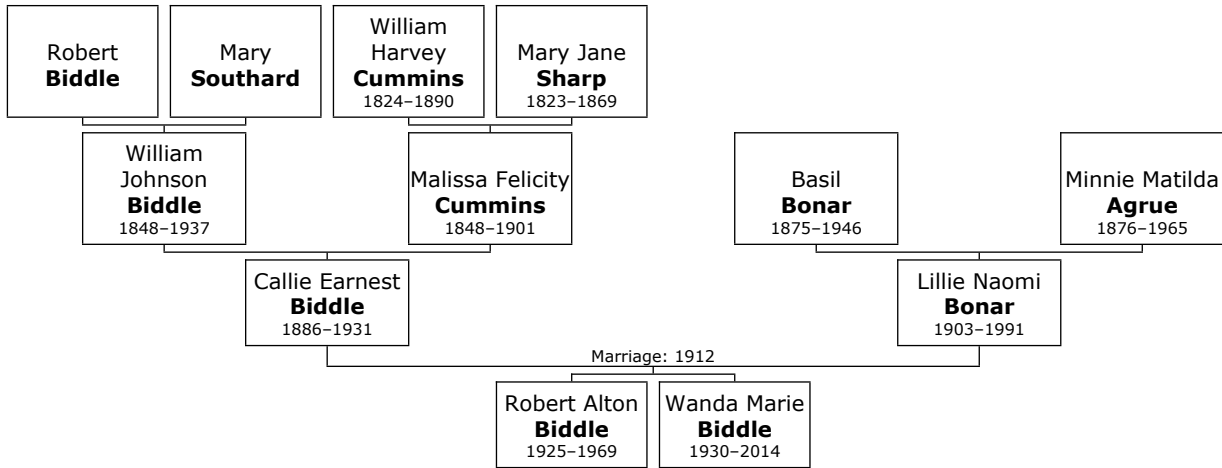 Robert
Biddle
Mary
Southard
William
Harvey
Cummins
1824–1890
Mary Jane
Sharp
1823–1869
William
Johnson
Biddle
1848–1937
Malissa Felicity
Cummins
1848–1901
Basil
Bonar
1875–1946
Minnie Matilda
Agrue
1876–1965
Callie Earnest
Biddle
1886–1931
Lillie Naomi
Bonar
1903–1991
Marriage: 1912
Robert Alton
Biddle
1925–1969
Wanda Marie
Biddle
1930–2014